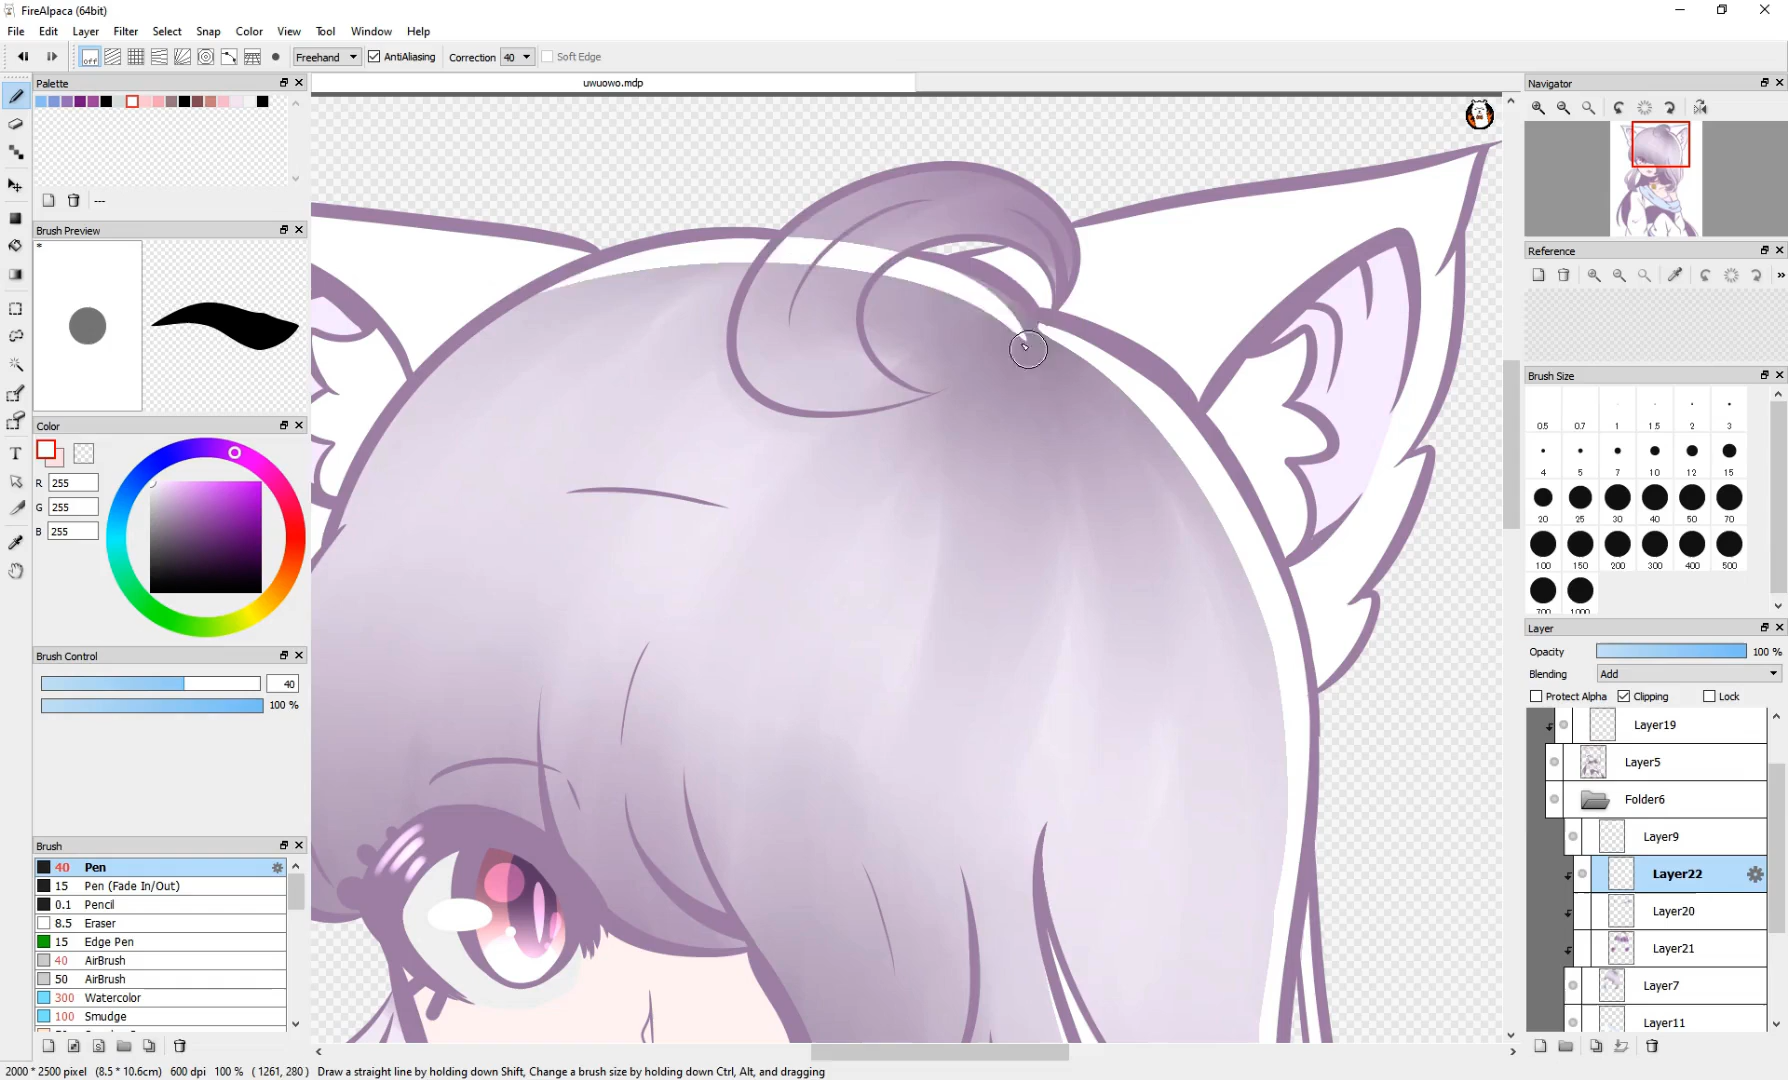 FireAlpaca (64bit)
File Edit Layer Filter Select Snap Color View Tool Window Help
off Freehand AntiAliasing Correction 40 Soft Edge
Palette
uwuowo.mdp
Navigator
---
Brush Preview
*
Reference
Brush Size
0.5 0.7 1 1.5 2 3
4 5 7 10 12 15
20 25 30 40 50 70
100 150 200 300 400 500
700 1000
Color
R 255
G 255
B 255
Brush Control
40
100 %
Layer
Opacity 100 %
Blending Add
Protect Alpha Clipping Lock
Layer19
Layer5
Folder6
Layer9
Layer22
Layer20
Layer21
Layer7
Layer11
Brush
40 Pen
15 Pen (Fade In/Out)
0.1 Pencil
8.5 Eraser
15 Edge Pen
40 AirBrush
50 AirBrush
300 Watercolor
100 Smudge
2000 * 2500 pixel (8.5 * 10.6cm) 600 dpi 100 % ( 1261, 280 ) Draw a straight line by holding down Shift, Change a brush size by holding down Ctrl, Alt, and dragging